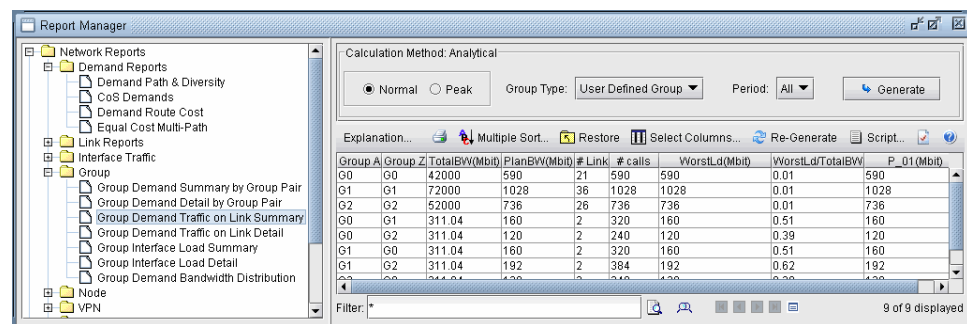 Report Manager
Network Reports
Demand Reports
Demand Path & Diversity
CoS Demands
Demand Route Cost
Equal Cost Multi-Path
Link Reports
Interface Traffic
Group
Group Demand Summary by Group Pair
Group Demand Detail by Group Pair
Group Demand Traffic on Link Summary
Group Demand Traffic on Link Detail
Group Interface Load Summary
Group Interface Load Detail
Group Demand Bandwidth Distribution
Node
VPN
Calculation Method: Analytical
Normal Peak Group Type: User Defined Group Period: All Generate
Explanation... Multiple Sort... Restore Select Columns... Re-Generate Script...
Group A Group Z TotalBW(Mbit) PlanBW(Mbit) # Link # calls WorstLd(Mbit) WorstLd/TotalBW P_01(Mbit)
G0 G0 42000 590 21 590 590 0.01 590
G1 G1 72000 1028 36 1028 1028 0.01 1028
G2 G2 52000 736 26 736 736 0.01 736
G0 G1 311.04 160 2 320 160 0.51 160
G0 G2 311.04 120 2 240 120 0.39 120
G1 G0 311.04 160 2 320 160 0.51 160
G1 G2 311.04 192 2 384 192 0.62 192
Filter: * 9 of 9 displayed